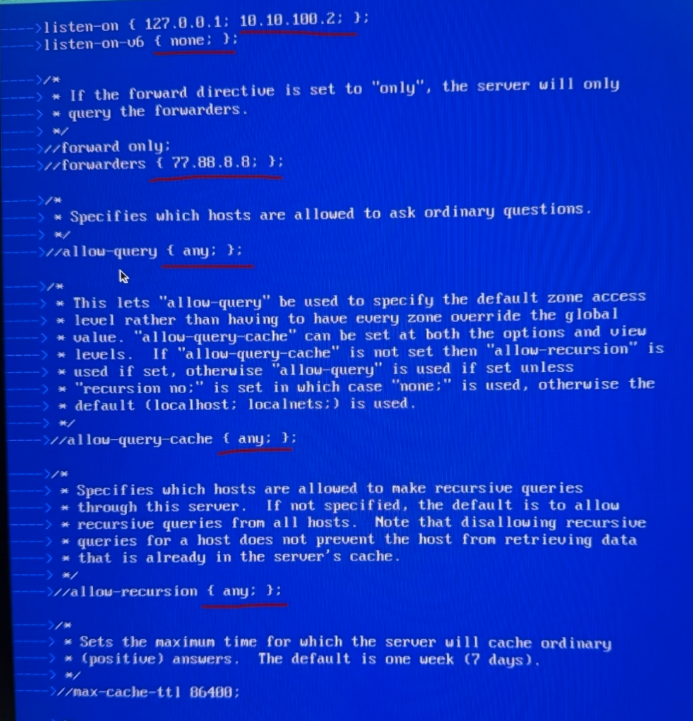 listen-on { 127.0.0.1; 10.10.100.2; };
listen-on-v6 { none; };
/*
* If the forward directive is set to "only", the server will only
* query the forwarders.
*/
//forward only;
//forwarders { 77.88.8.8; };
/*
* Specifies which hosts are allowed to ask ordinary questions.
*/
//allow-query { any; };
/*
* This lets "allow-query" be used to specify the default zone access
* level rather than having to have every zone override the global
* value. "allow-query-cache" can be set at both the options and view
* levels.  If "allow-query-cache" is not set then "allow-recursion" is
* used if set, otherwise "allow-query" is used if set unless
* "recursion no;" is set in which case "none;" is used, otherwise the
* default (localhost; localnets;) is used.
*/
//allow-query-cache { any; };
/*
* Specifies which hosts are allowed to make recursive queries
* through this server.  If not specified, the default is to allow
* recursive queries from all hosts.  Note that disallowing recursive
* queries for a host does not prevent the host from retrieving data
* that is already in the server's cache.
*/
//allow-recursion { any; };
/*
* Sets the maximum time for which the server will cache ordinary
* (positive) answers.  The default is one week (7 days).
*/
//max-cache-ttl 86400;